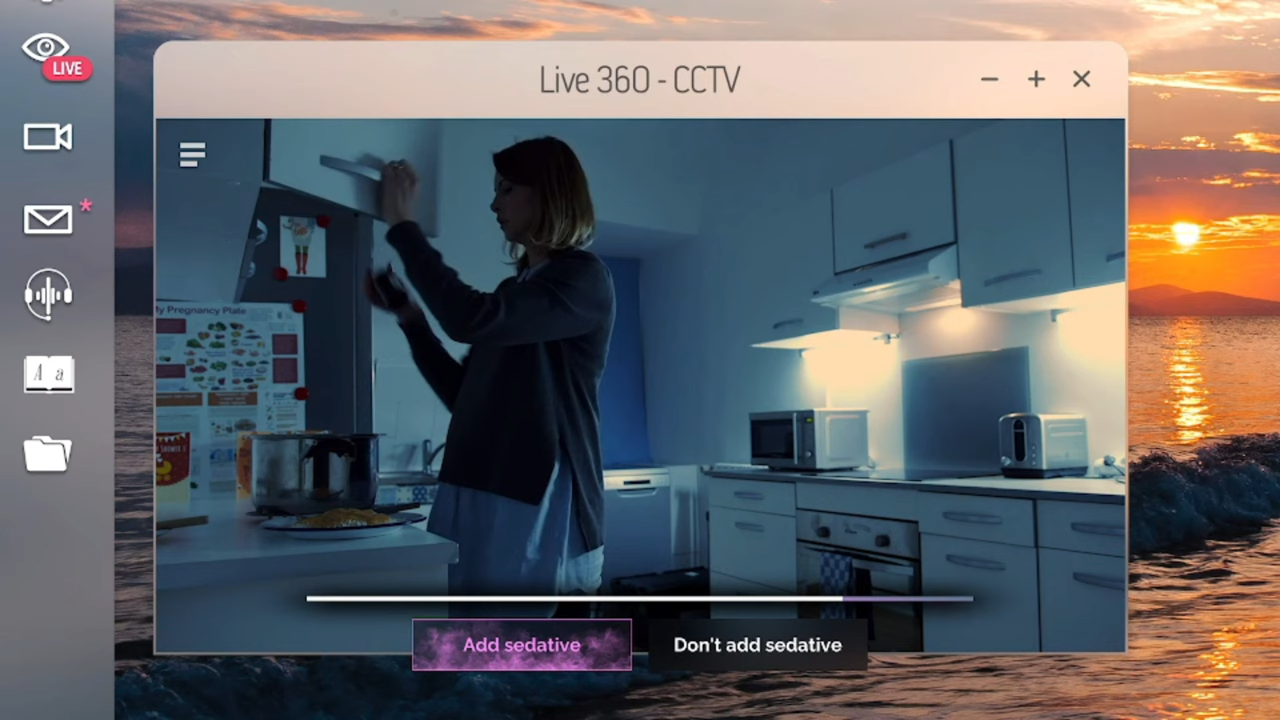 LIVE
Live 360 - CCTV
My Pregnancy Plate
A a
Add sedative
Don't add sedative